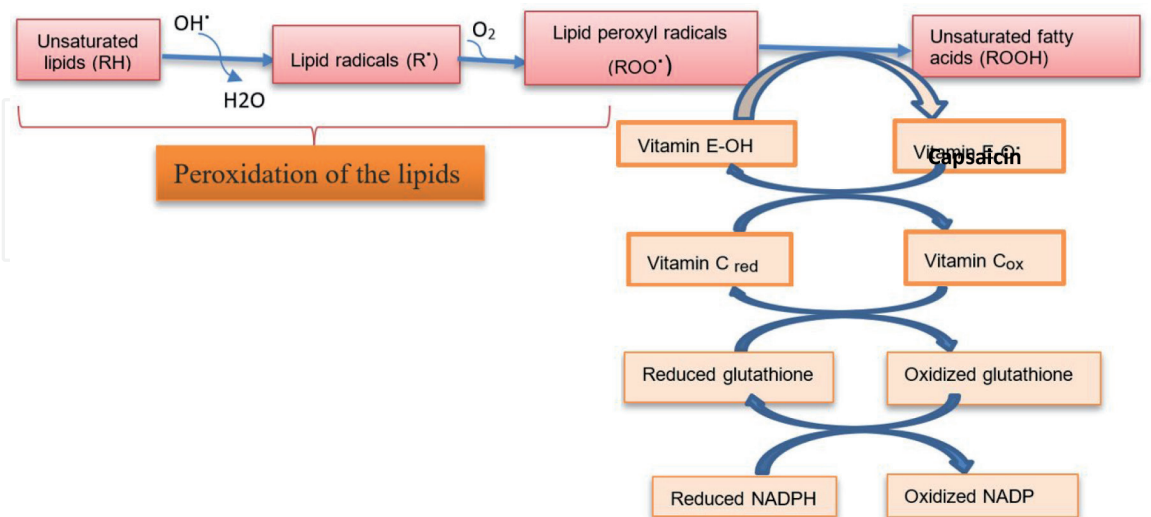 OH•
O2
Unsaturated
lipids (RH)
Lipid radicals (R•)
Lipid peroxyl radicals
(ROO•)
Unsaturated fatty
acids (ROOH)
H2O
Peroxidation of the lipids
Vitamin E-OH
Vitamin E-O•
Capsaicin
Vitamin C red
Vitamin Cox
Reduced glutathione
Oxidized glutathione
Reduced NADPH
Oxidized NADP